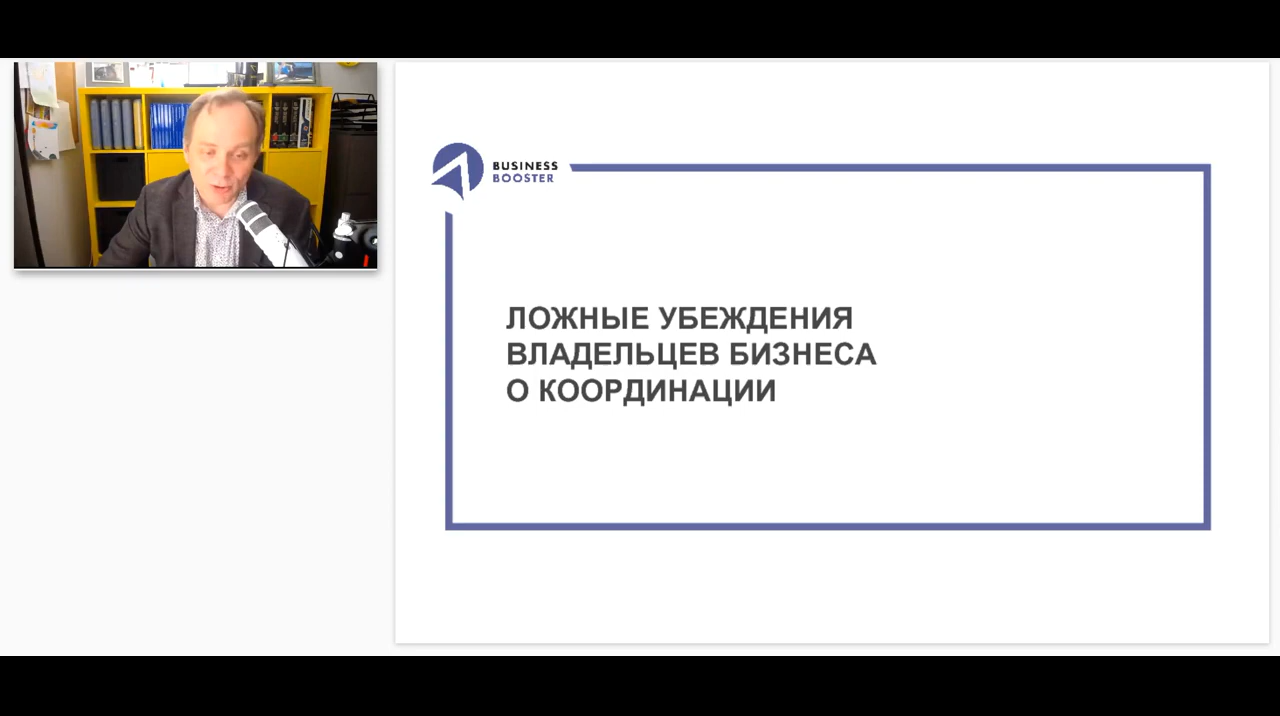 BUSINESS
BOOSTER
ЛОЖНЫЕ УБЕЖДЕНИЯ
ВЛАДЕЛЬЦЕВ БИЗНЕСА
О КООРДИНАЦИИ